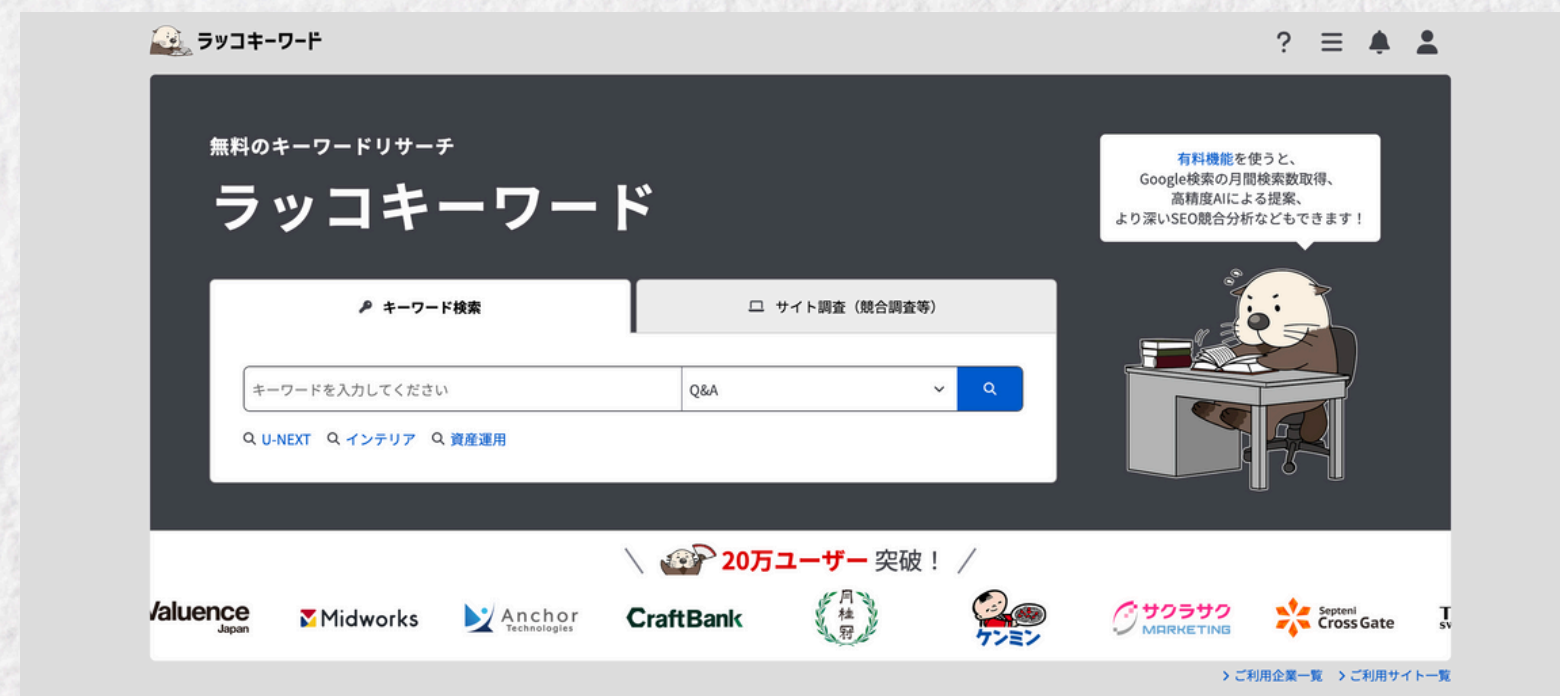 ラッコキーワード
無料のキーワードリサーチ
ラッコキーワード
有料機能を使うと、
Google検索の月間検索数取得、
高精度AIによる提案、
より深いSEO競合分析などもできます！
キーワード検索
サイト調査（競合調査等）
キーワードを入力してください
Q&A
U-NEXT インテリア 資産運用
20万ユーザー 突破！
Valuence
Japan
Midworks
Anchor
Technologies
CraftBank
月桂冠
ケンミン
サクラサク
MARKETING
Septeni
CrossGate
ご利用企業一覧 ご利用サイト一覧